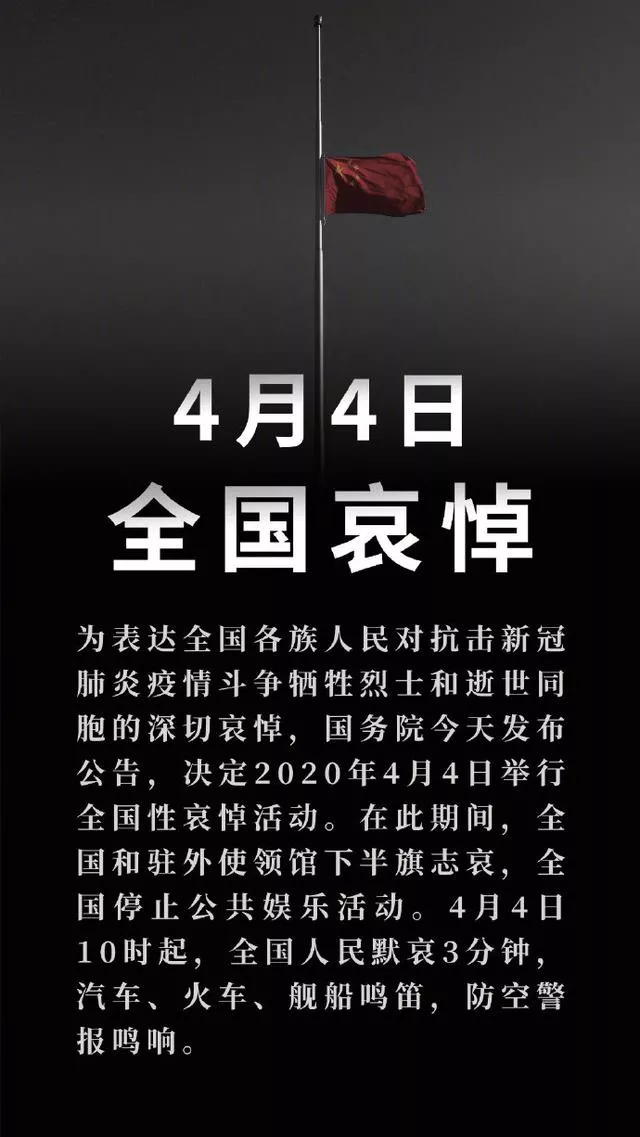 4月4日
全国哀悼
为表达全国各族人民对抗击新冠
肺炎疫情斗争牺牲烈士和逝世同
胞的深切哀悼，国务院今天发布
公告，决定2020年4月4日举行
全国性哀悼活动。在此期间，全
国和驻外使领馆下半旗志哀，全
国停止公共娱乐活动。4月4日
10时起，全国人民默哀3分钟，
汽车、火车、舰船鸣笛，防空警
报鸣响。